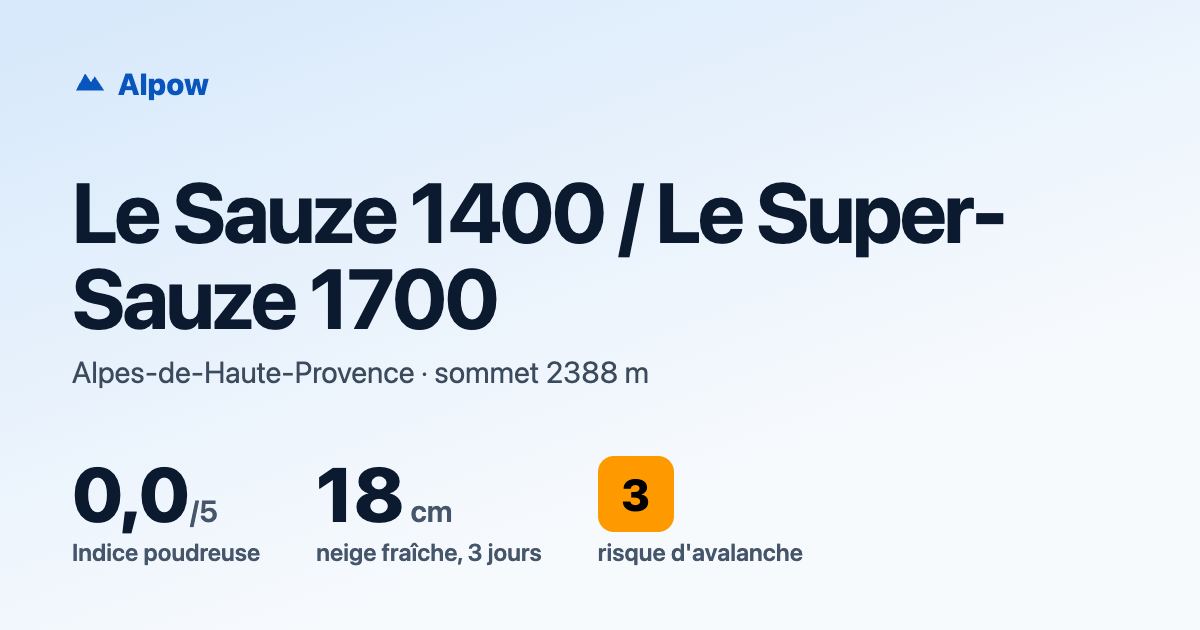 Alpow
Le Sauze 1400 / Le Super-
Sauze 1700
Alpes-de-Haute-Provence · sommet 2388 m
0,0/5
Indice poudreuse
18 cm
neige fraîche, 3 jours
3
risque d'avalanche